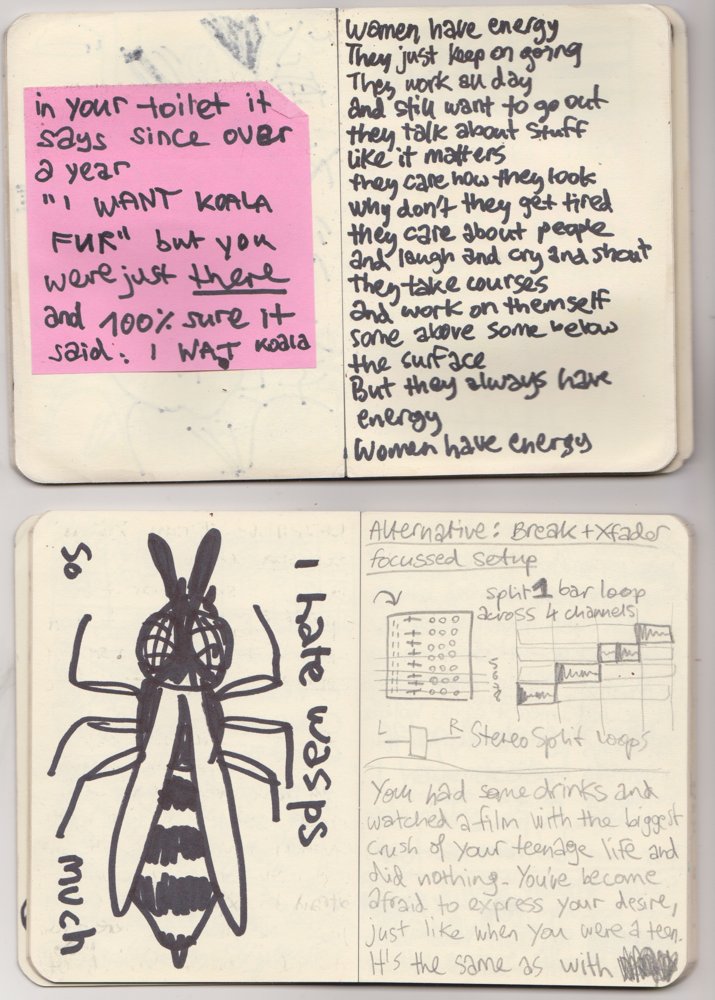 in your toilet it
says since over
a year
"I WANT KOALA
FUR" but you
were just there
and 100% sure it
said: I WAT KOALA
Women have energy
They just keep on going
They work all day
and still want to go out
they talk about stuff
like it matters
they care how they look
why don't they get tired
they care about people
and laugh and cry and shout
they take courses
and work on themself
some above some below
the surface
But they always have
energy
Women have energy
I hate wasps
so
much
Alternative: Break + Xfader
focussed setup
split 1 bar loop
across 4 channels
5
6
7
8
L R Stereo Split Loops
You had some drinks and
watched a film with the biggest
crush of your teenage life and
did nothing. You've become
afraid to express your desire,
just like when you were a teen.
It's the same as with